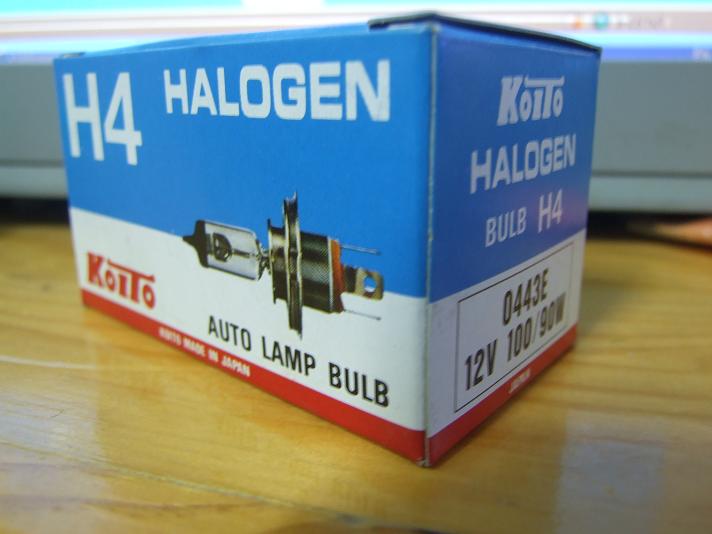 H4 HALOGEN
KOITO
AUTO LAMP BULB
KOITO MADE IN JAPAN
KOITO
HALOGEN
BULB H4
0443E
12V 100/90W
JAPAN